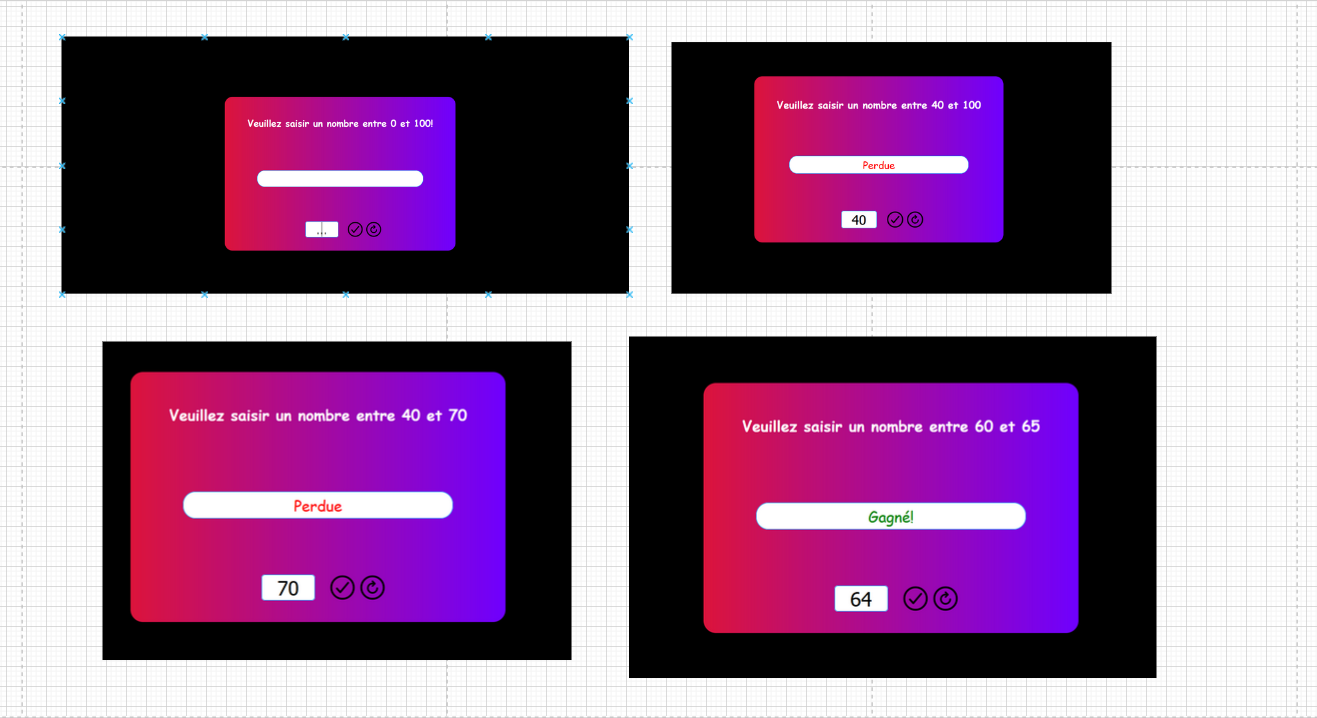 Veuillez saisir un nombre entre 0 et 100!
...
Veuillez saisir un nombre entre 40 et 100
Perdue
40
Veuillez saisir un nombre entre 40 et 70
Perdue
70
Veuillez saisir un nombre entre 60 et 65
Gagné!
64